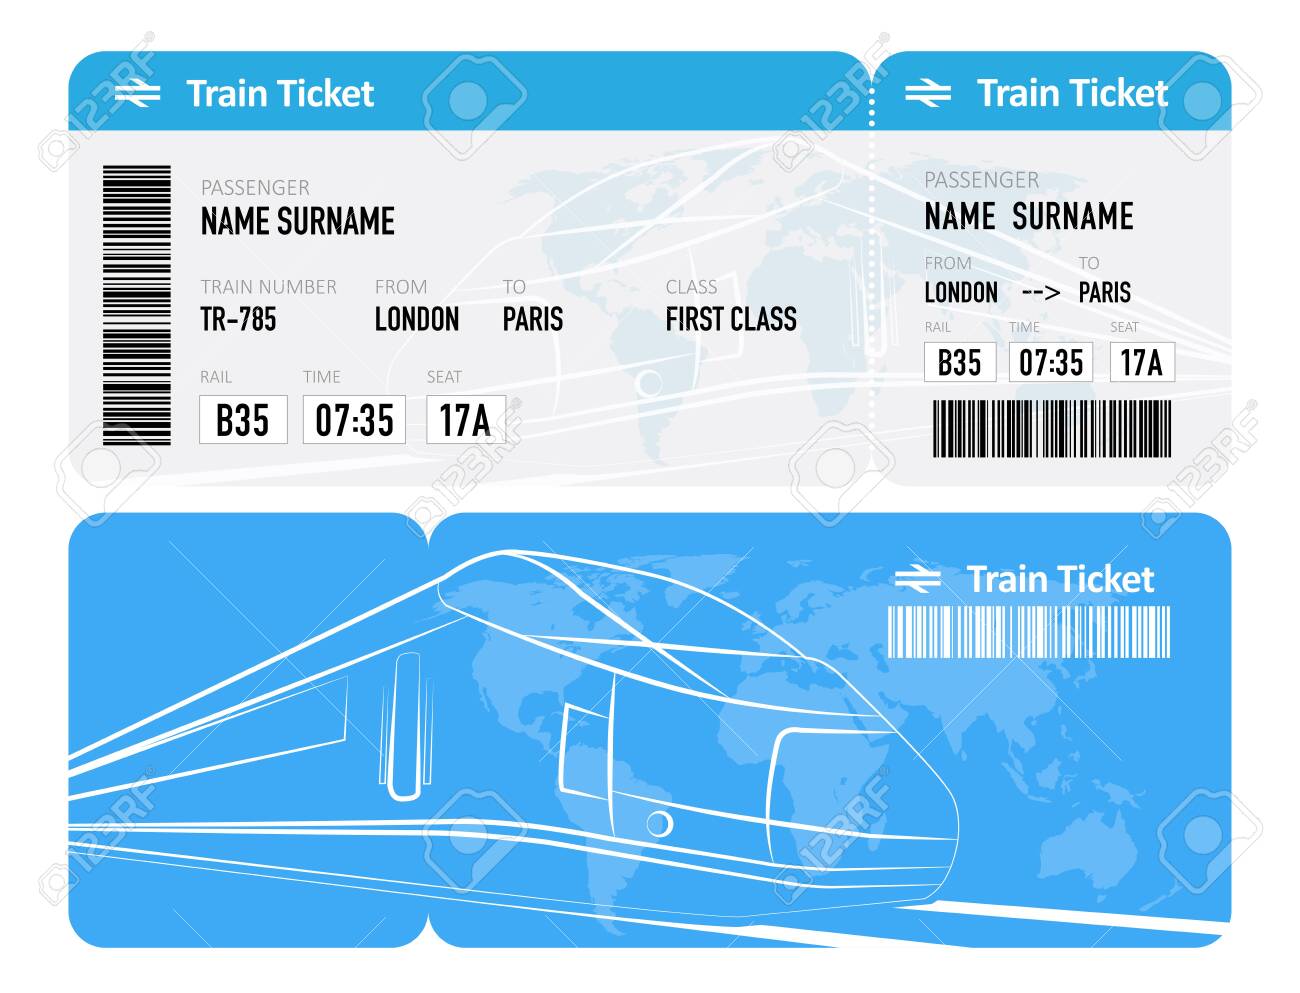 Train Ticket
PASSENGER
NAME SURNAME
TRAIN NUMBER FROM TO CLASS
TR-785 LONDON PARIS FIRST CLASS
RAIL TIME SEAT
B35 07:35 17A
Train Ticket
PASSENGER
NAME SURNAME
FROM TO
LONDON --> PARIS
RAIL TIME SEAT
B35 07:35 17A
Train Ticket
123RF